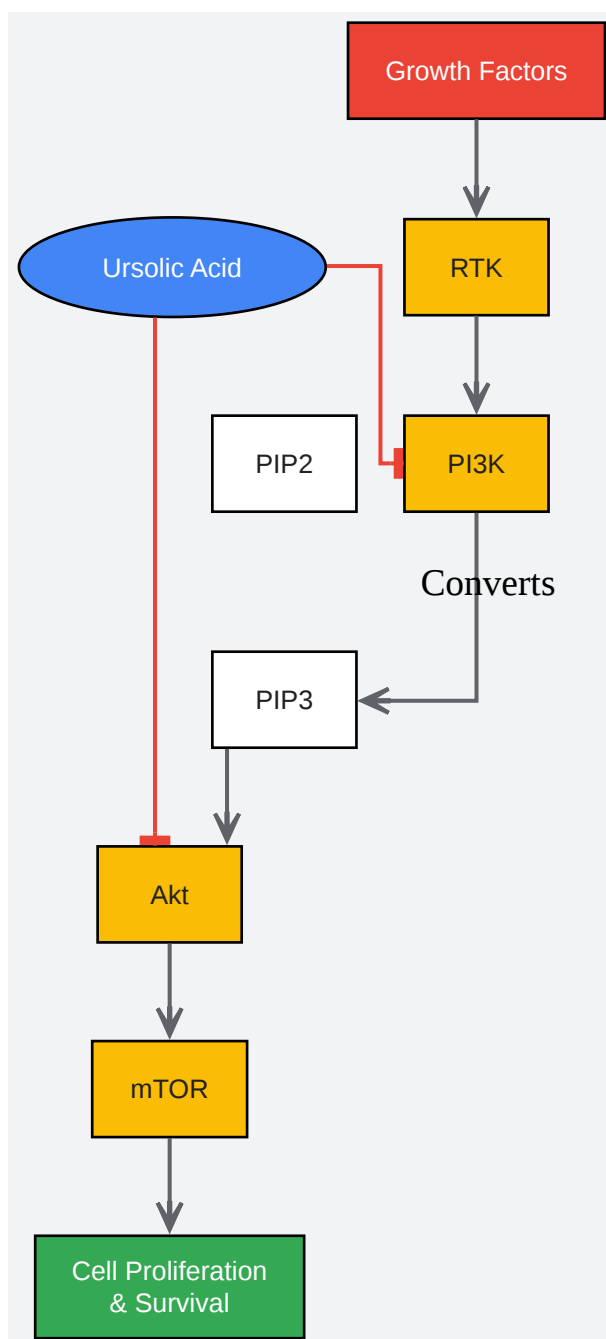 Growth Factors
Ursolic Acid
RTK
PIP2
PI3K
Converts
PIP3
Akt
mTOR
Cell Proliferation
& Survival